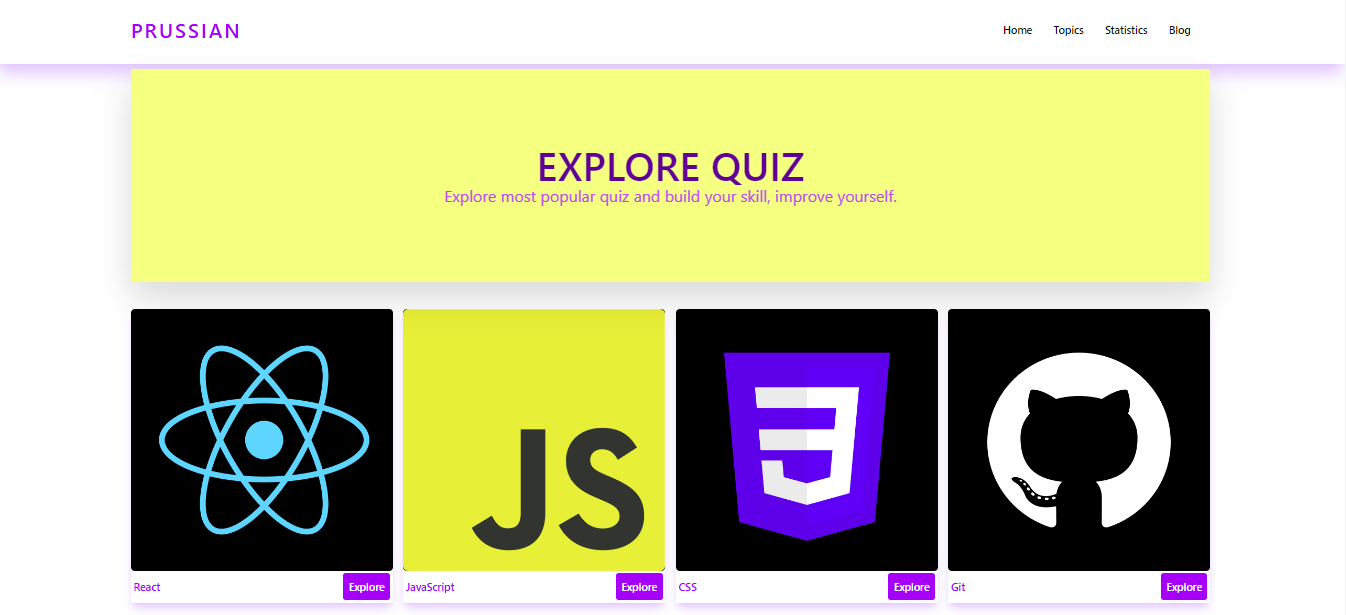 PRUSSIAN
Home Topics Statistics Blog
EXPLORE QUIZ
Explore most popular quiz and build your skill, improve yourself.
JS
React Explore
JavaScript Explore
CSS Explore
Git Explore